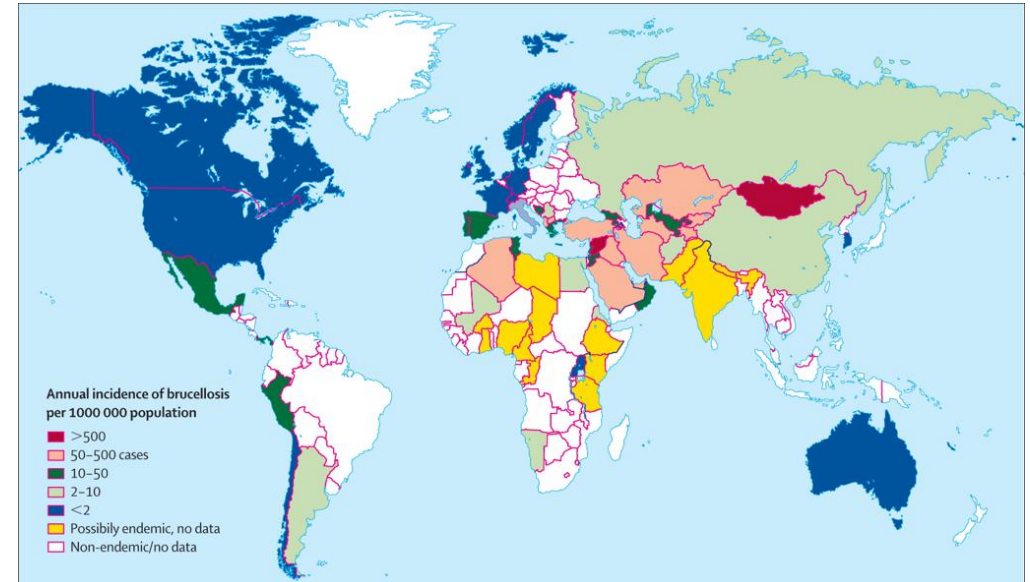 Annual incidence of brucellosis
per 1000 000 population
>500
50–500 cases
10–50
2–10
<2
Possibily endemic, no data
Non-endemic/no data